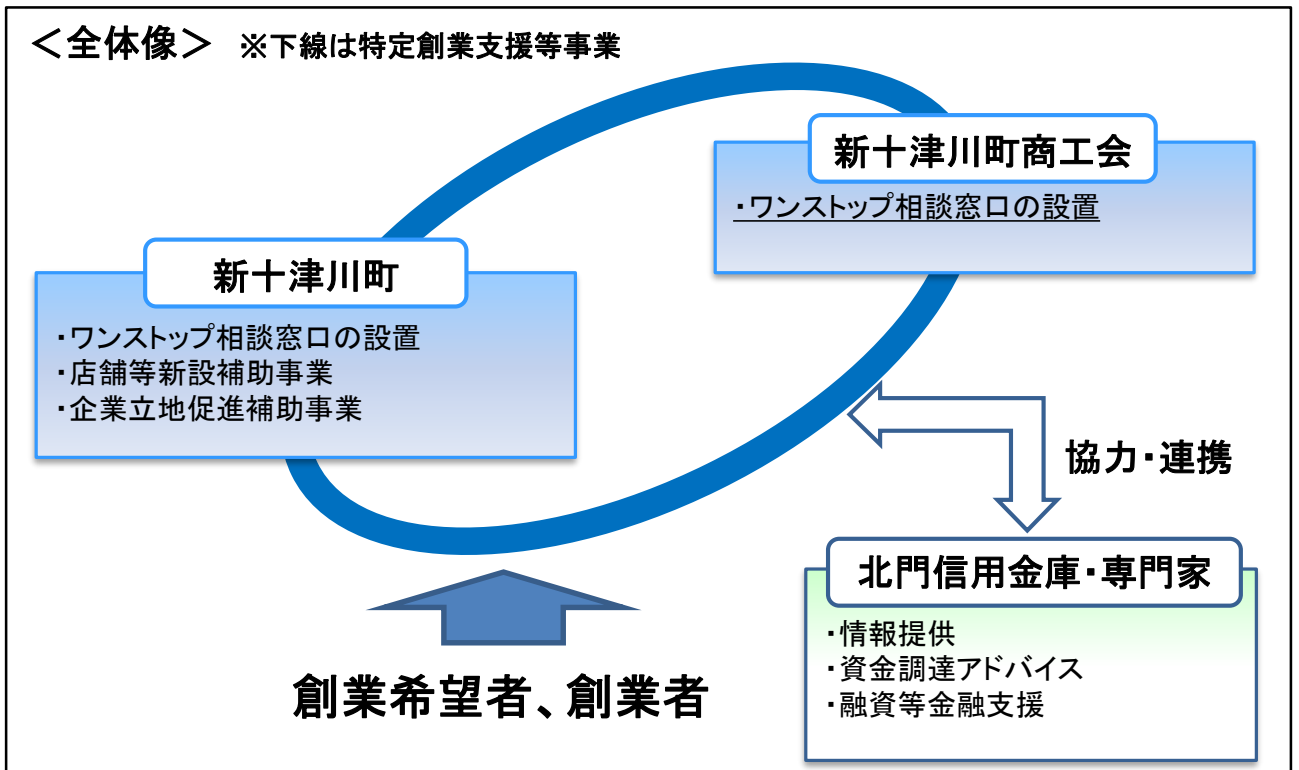 ＜全体像＞ ※下線は特定創業支援等事業
新十津川町商工会
・ワンストップ相談窓口の設置
新十津川町
・ワンストップ相談窓口の設置
・店舗等新設補助事業
・企業立地促進補助事業
協力・連携
北門信用金庫・専門家
・情報提供
・資金調達アドバイス
・融資等金融支援
創業希望者、創業者